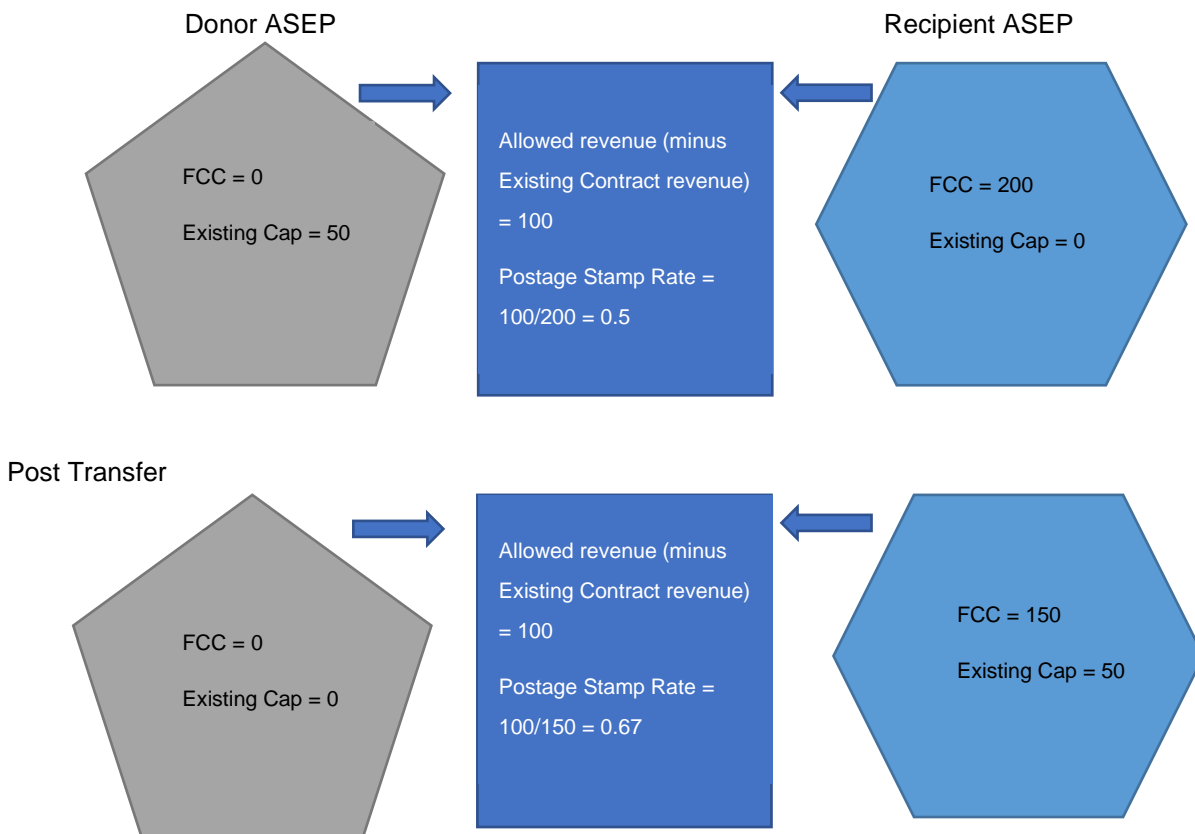 Donor ASEP
Recipient ASEP
FCC = 0
Existing Cap = 50
Allowed revenue (minus
Existing Contract revenue)
= 100
Postage Stamp Rate =
100/200 = 0.5
FCC = 200
Existing Cap = 0
Post Transfer
FCC = 0
Existing Cap = 0
Allowed revenue (minus
Existing Contract revenue)
= 100
Postage Stamp Rate =
100/150 = 0.67
FCC = 150
Existing Cap = 50